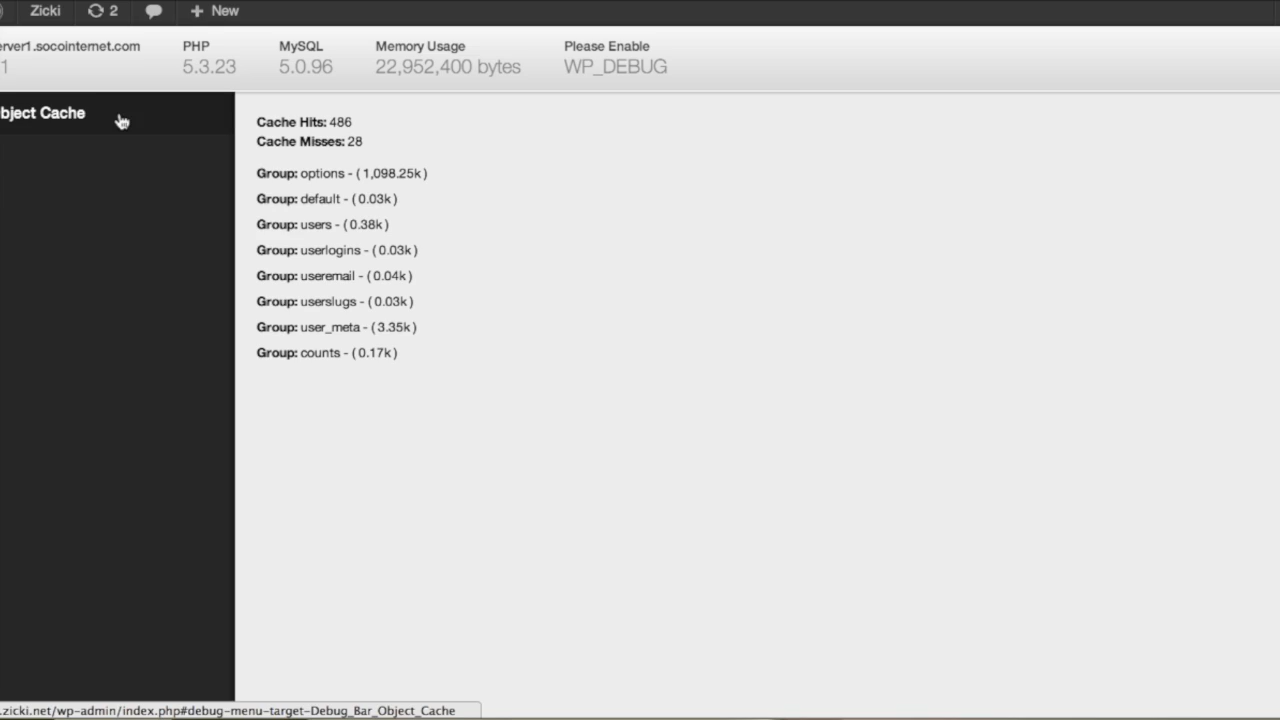 Zicki 2 New
erver1.socointernet.com PHP MySQL Memory Usage Please Enable
1 5.3.23 5.0.96 22,952,400 bytes WP_DEBUG
bject Cache
Cache Hits: 486
Cache Misses: 28
Group: options - ( 1,098.25k )
Group: default - ( 0.03k )
Group: users - ( 0.38k )
Group: userlogins - ( 0.03k )
Group: useremail - ( 0.04k )
Group: userslugs - ( 0.03k )
Group: user_meta - ( 3.35k )
Group: counts - ( 0.17k )
.zicki.net/wp-admin/index.php#debug-menu-target-Debug_Bar_Object_Cache